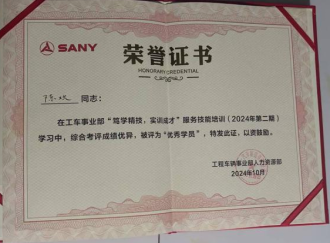 SANY
荣誉证书
HONORARY CREDENTIAL
同志：
在工车事业部“笃学精技，实训成才”服务技能培训（2024年第二期）
学习中，综合考评成绩优异，被评为“优秀学员”，特发此证，以资鼓励。
工程车辆事业部人力资源部
2024年10月